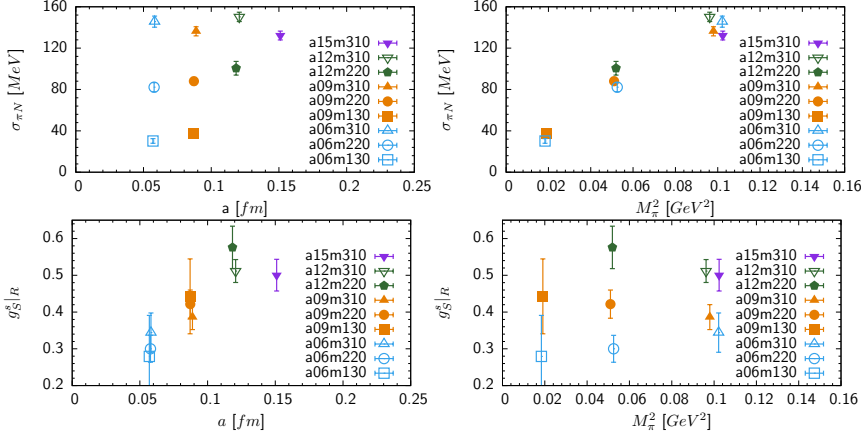 160
120
80
40
0
σπN [MeV]
0
0.05
0.1
0.15
0.2
0.25
a [fm]
a15m310
a12m310
a12m220
a09m310
a09m220
a09m130
a06m310
a06m220
a06m130
160
120
80
40
0
σπN [MeV]
0.02
0.04
0.06
0.08
0.1
0.12
0.14
0.16
Mπ² [GeV²]
a15m310
a12m310
a12m220
a09m310
a09m220
a09m130
a06m310
a06m220
a06m130
0.6
0.5
0.4
0.3
0.2
gˢS|R
0
0.05
0.1
0.15
0.2
0.25
a [fm]
a15m310
a12m310
a12m220
a09m310
a09m220
a09m130
a06m310
a06m220
a06m130
0.6
0.5
0.4
0.3
0.2
gˢS|R
0
0.02
0.04
0.06
0.08
0.1
0.12
0.14
0.16
Mπ² [GeV²]
a15m310
a12m310
a12m220
a09m310
a09m220
a09m130
a06m310
a06m220
a06m130